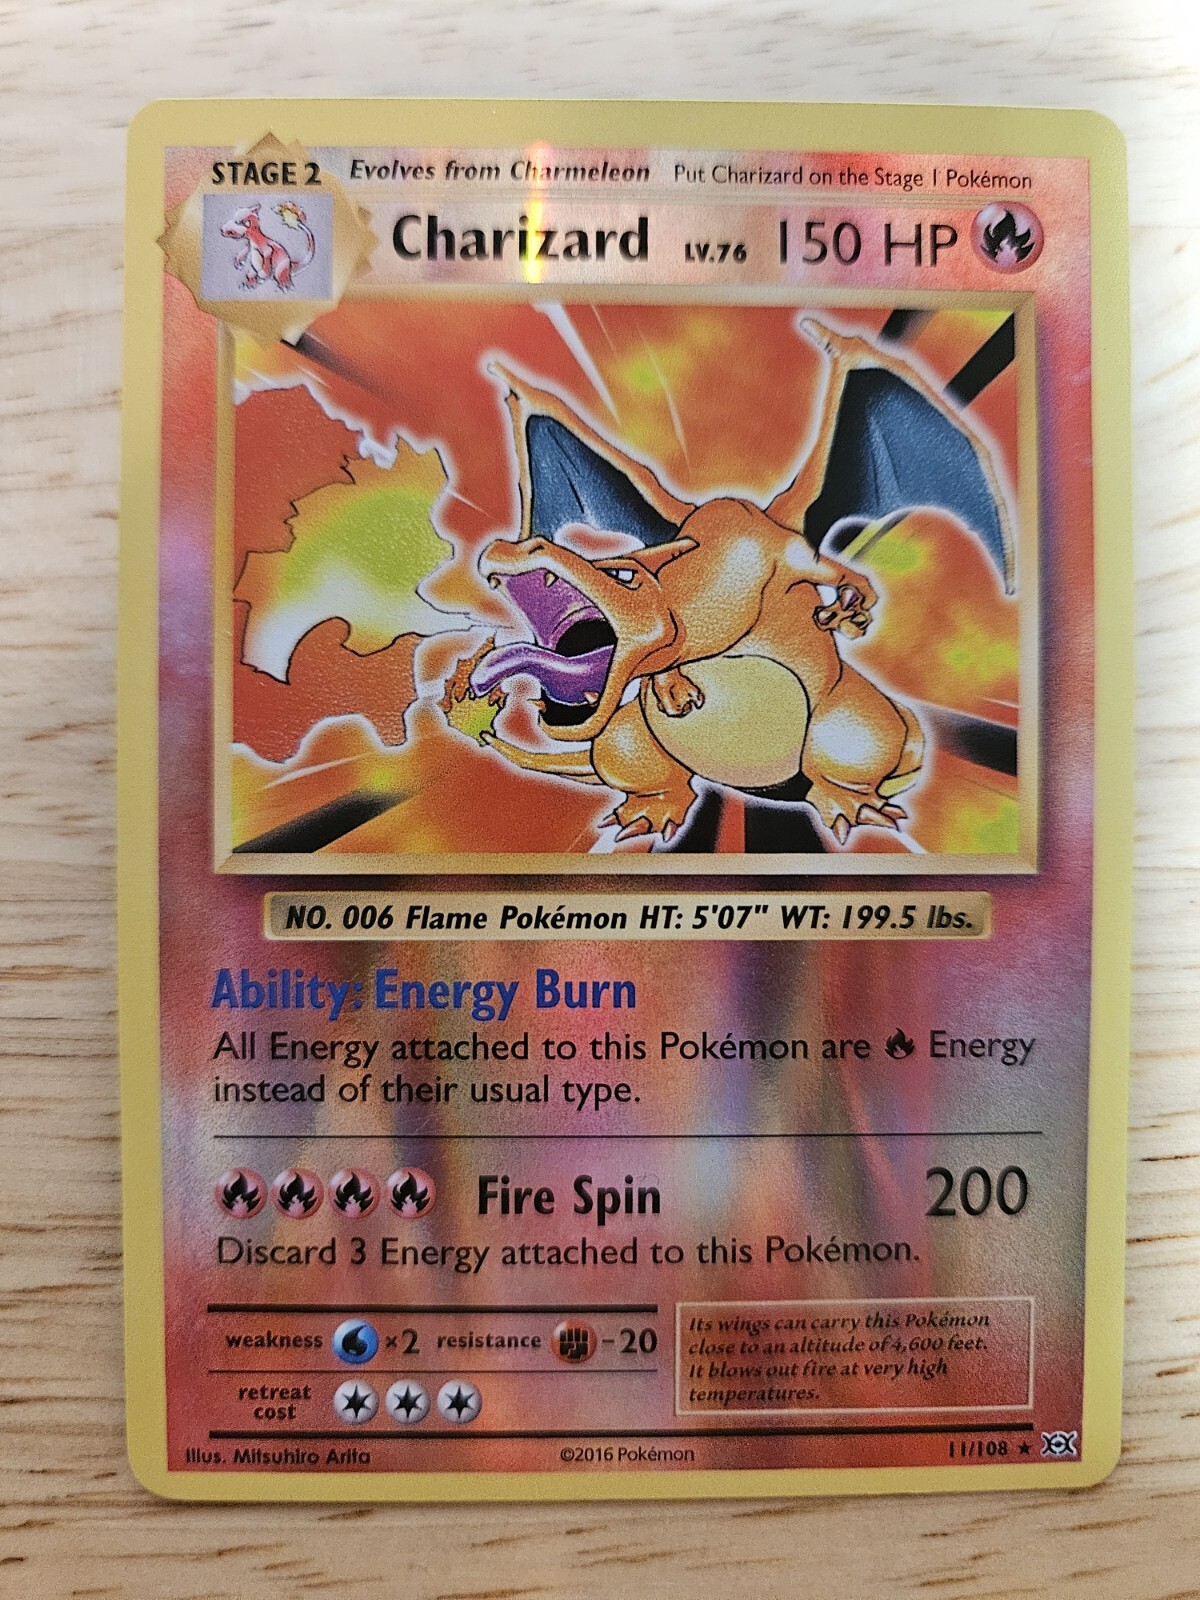 STAGE 2 Evolves from Charmeleon Put Charizard on the Stage 1 Pokémon
Charizard LV.76 150 HP
NO. 006 Flame Pokémon HT: 5'07" WT: 199.5 lbs.
Ability: Energy Burn
All Energy attached to this Pokémon are Energy
instead of their usual type.
Fire Spin 200
Discard 3 Energy attached to this Pokémon.
weakness ×2 resistance -20
retreat
cost
Its wings can carry this Pokémon
close to an altitude of 4,600 feet.
It blows out fire at very high
temperatures.
Illus. Mitsuhiro Arita ©2016 Pokémon 11/108 ★